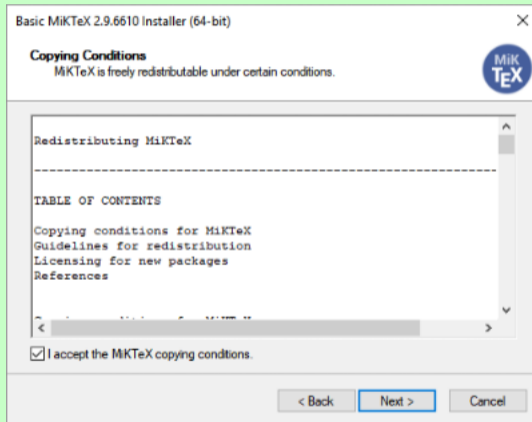 Basic MiKTeX 2.9.6610 Installer (64-bit)
Copying Conditions
MiKTeX is freely redistributable under certain conditions.
MiK
TEX
Redistributing MiKTeX
--------------------------------------------------------------
TABLE OF CONTENTS
Copying conditions for MiKTeX
Guidelines for redistribution
Licensing for new packages
References
I accept the MiKTeX copying conditions.
< Back
Next >
Cancel